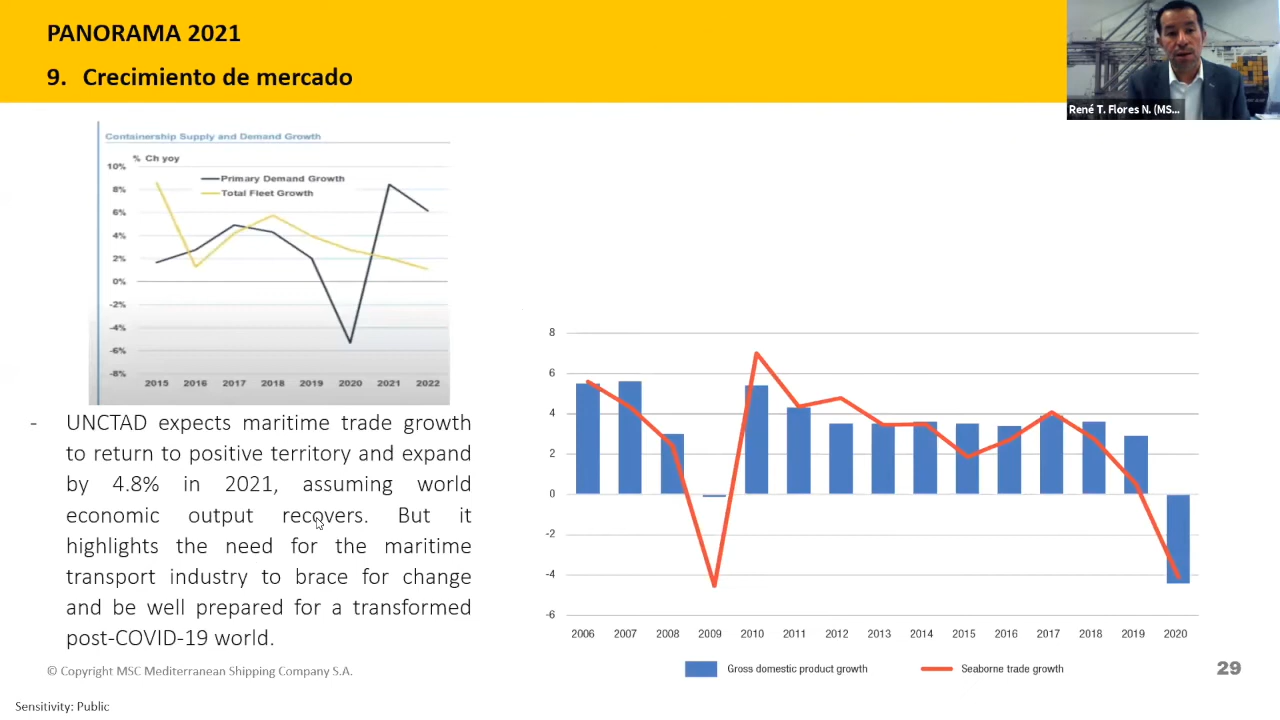 PANORAMA 2021
9. Crecimiento de mercado
René T. Flores N. (MS...
Containership Supply and Demand Growth
% Ch yoy
Primary Demand Growth
Total Fleet Growth
10%
8%
6%
4%
2%
0%
-2%
-4%
-6%
-8%
2015 2016 2017 2018 2019 2020 2021 2022
- UNCTAD expects maritime trade growth
to return to positive territory and expand
by 4.8% in 2021, assuming world
economic output recovers. But it
highlights the need for the maritime
transport industry to brace for change
and be well prepared for a transformed
post-COVID-19 world.
8
6
4
2
0
-2
-4
-6
2006 2007 2008 2009 2010 2011 2012 2013 2014 2015 2016 2017 2018 2019 2020
Gross domestic product growth Seaborne trade growth
© Copyright MSC Mediterranean Shipping Company S.A.
29
Sensitivity: Public